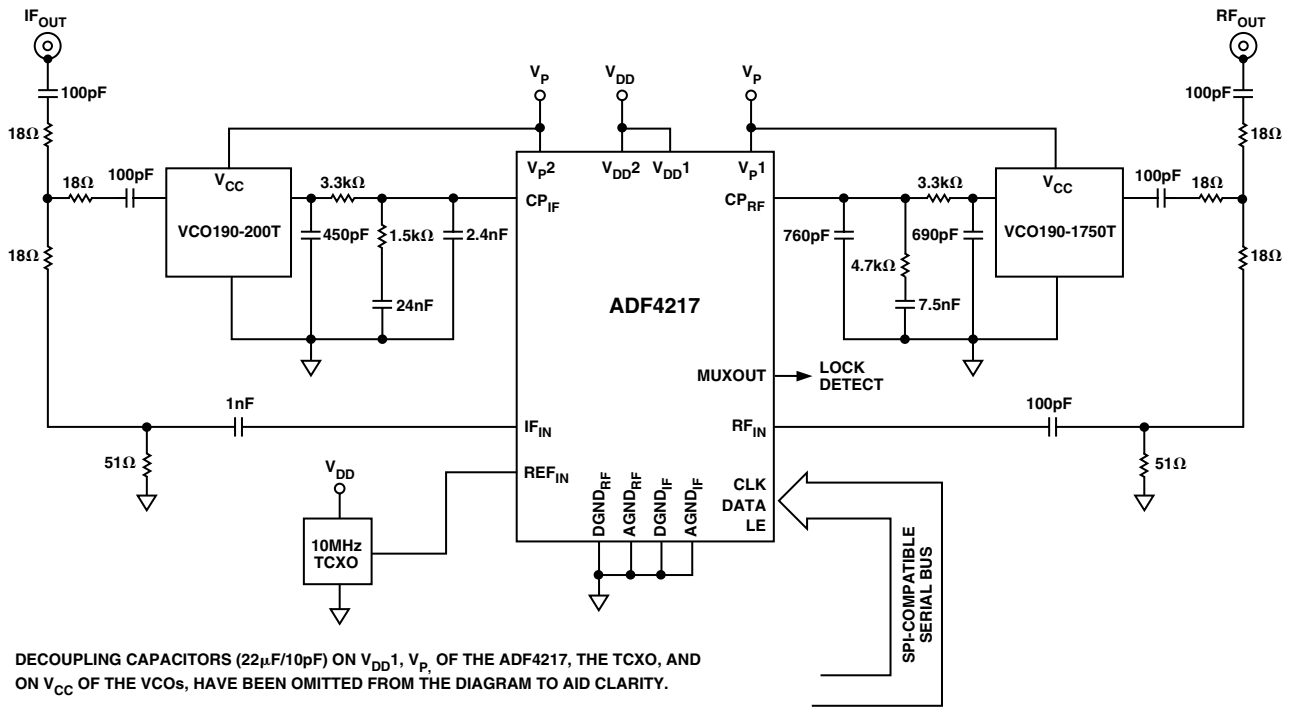 IFOUT
RFOUT
100pF
100pF
18Ω
18Ω
VP
VDD
VP
18Ω
100pF
VCC
VCO190-200T
3.3kΩ
450pF
1.5kΩ
2.4nF
24nF
18Ω
VP2
VDD2
VDD1
VP1
CPIF
CPRF
ADF4217
760pF
4.7kΩ
7.5nF
3.3kΩ
690pF
VCC
VCO190-1750T
100pF
18Ω
18Ω
MUXOUT
LOCK
DETECT
1nF
51Ω
IFIN
RFIN
100pF
51Ω
VDD
REFIN
10MHz
TCXO
DGNDRF
AGNDRF
DGNDIF
AGNDIF
CLK
DATA
LE
SPI-COMPATIBLE
SERIAL BUS
DECOUPLING CAPACITORS (22μF/10pF) ON VDD1, VP, OF THE ADF4217, THE TCXO, AND
ON VCC OF THE VCOs, HAVE BEEN OMITTED FROM THE DIAGRAM TO AID CLARITY.